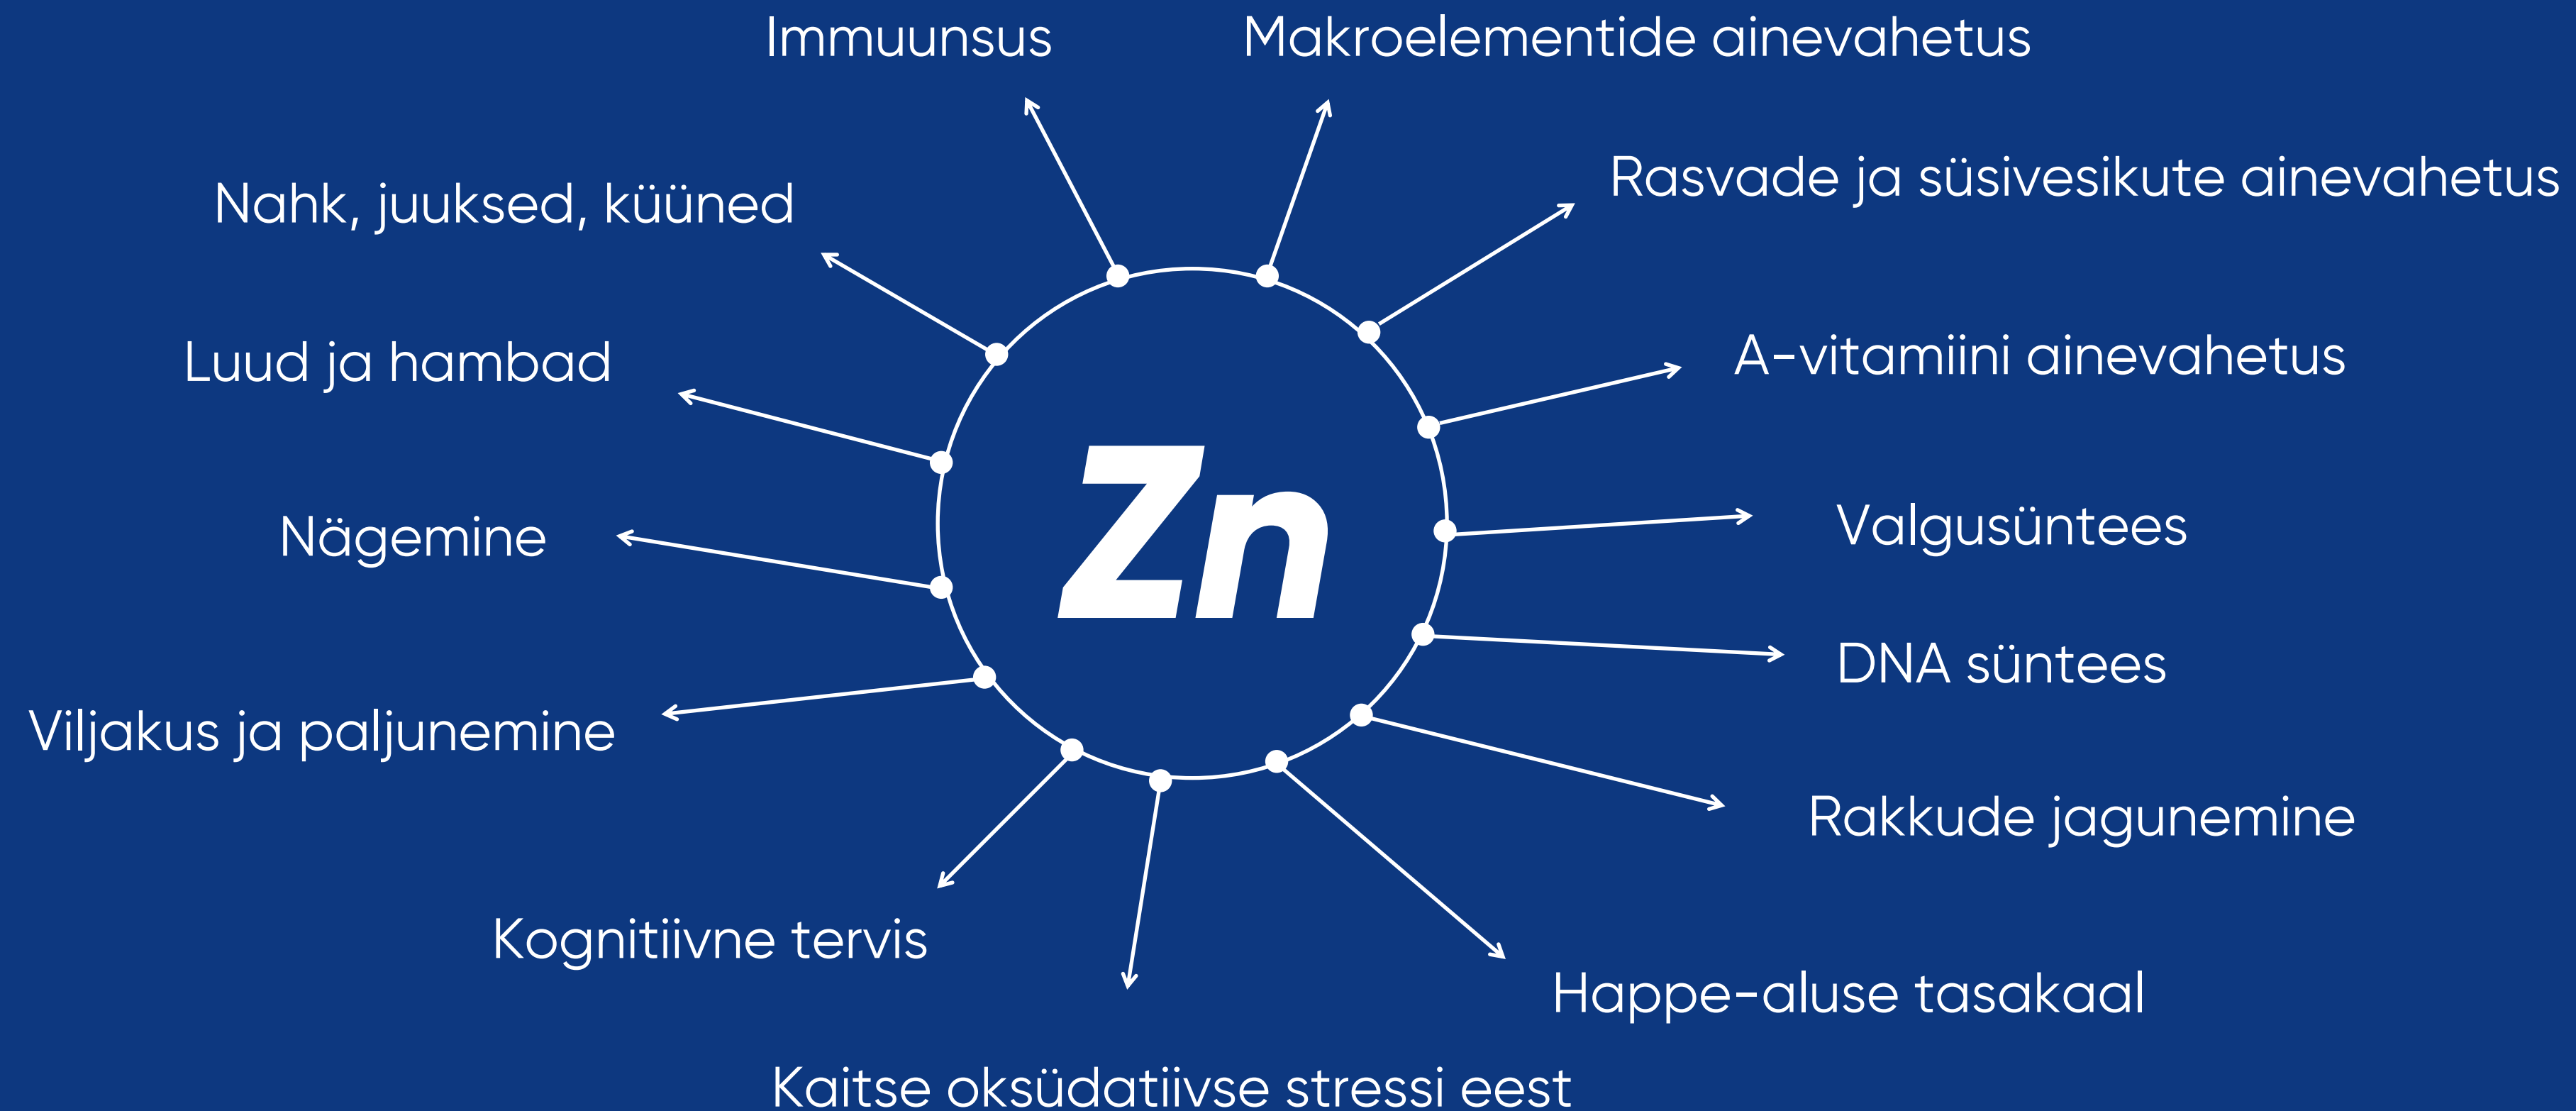 Immuunsus
Makroelementide ainevahetus
Rasvade ja süsivesikute ainevahetus
Nahk, juuksed, küüned
A-vitamiini ainevahetus
Luud ja hambad
Zn
Valgusüntees
Nägemine
DNA süntees
Viljakus ja paljunemine
Rakkude jagunemine
Kognitiivne tervis
Happe-aluse tasakaal
Kaitse oksüdatiivse stressi eest